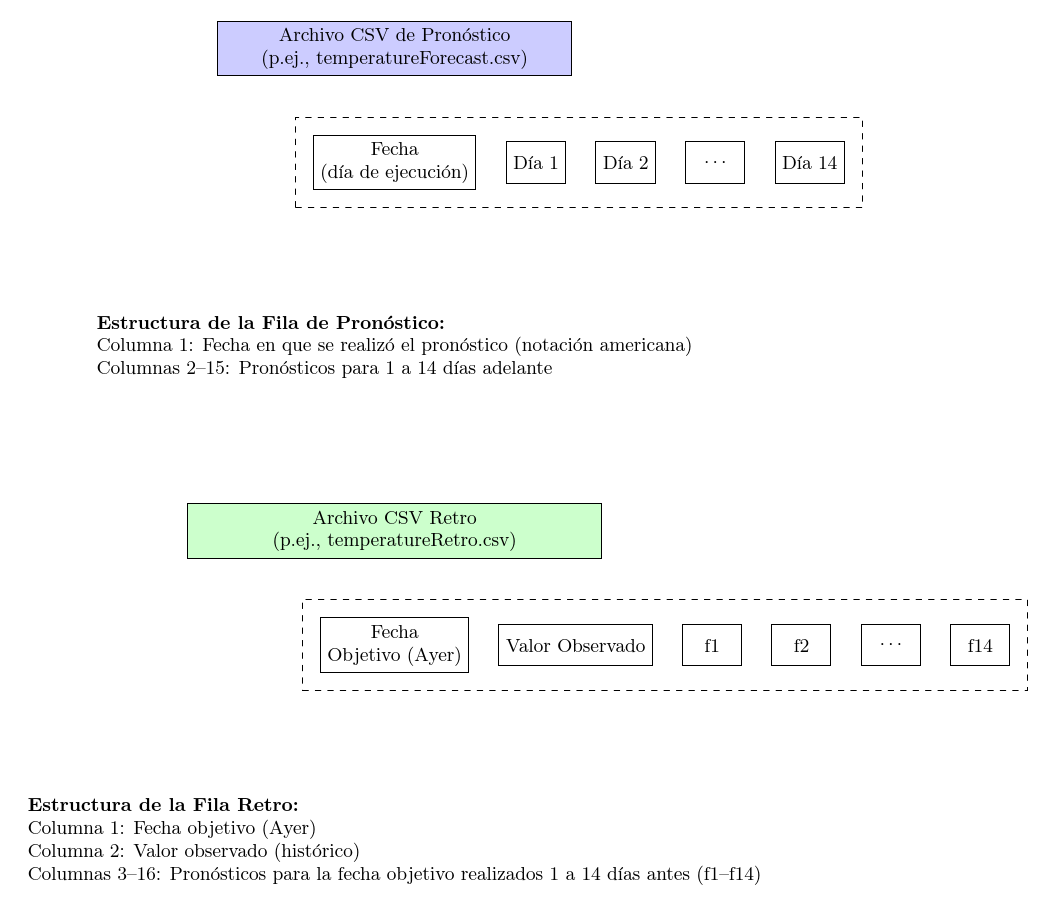 Archivo CSV de Pronóstico
(p.ej., temperatureForecast.csv)
Fecha
(día de ejecución)
Día 1
Día 2
···
Día 14
Estructura de la Fila de Pronóstico:
Columna 1: Fecha en que se realizó el pronóstico (notación americana)
Columnas 2–15: Pronósticos para 1 a 14 días adelante
Archivo CSV Retro
(p.ej., temperatureRetro.csv)
Fecha
Objetivo (Ayer)
Valor Observado
f1
f2
···
f14
Estructura de la Fila Retro:
Columna 1: Fecha objetivo (Ayer)
Columna 2: Valor observado (histórico)
Columnas 3–16: Pronósticos para la fecha objetivo realizados 1 a 14 días antes (f1–f14)